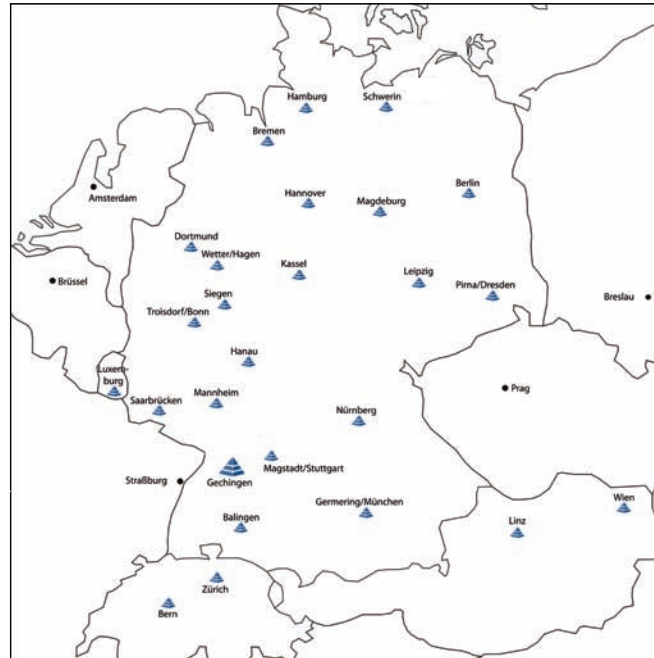 Hamburg
Schwerin
Bremen
Berlin
Amsterdam
Hannover
Magdeburg
Dortmund
Wetter/Hagen
Kassel
Leipzig
Brüssel
Pirna/Dresden
Breslau
Siegen
Troisdorf/Bonn
Hanau
Luxem-
burg
Prag
Saarbrücken
Mannheim
Nürnberg
Magstadt/Stuttgart
Straßburg
Gechingen
Germering/München
Wien
Balingen
Linz
Zürich
Bern